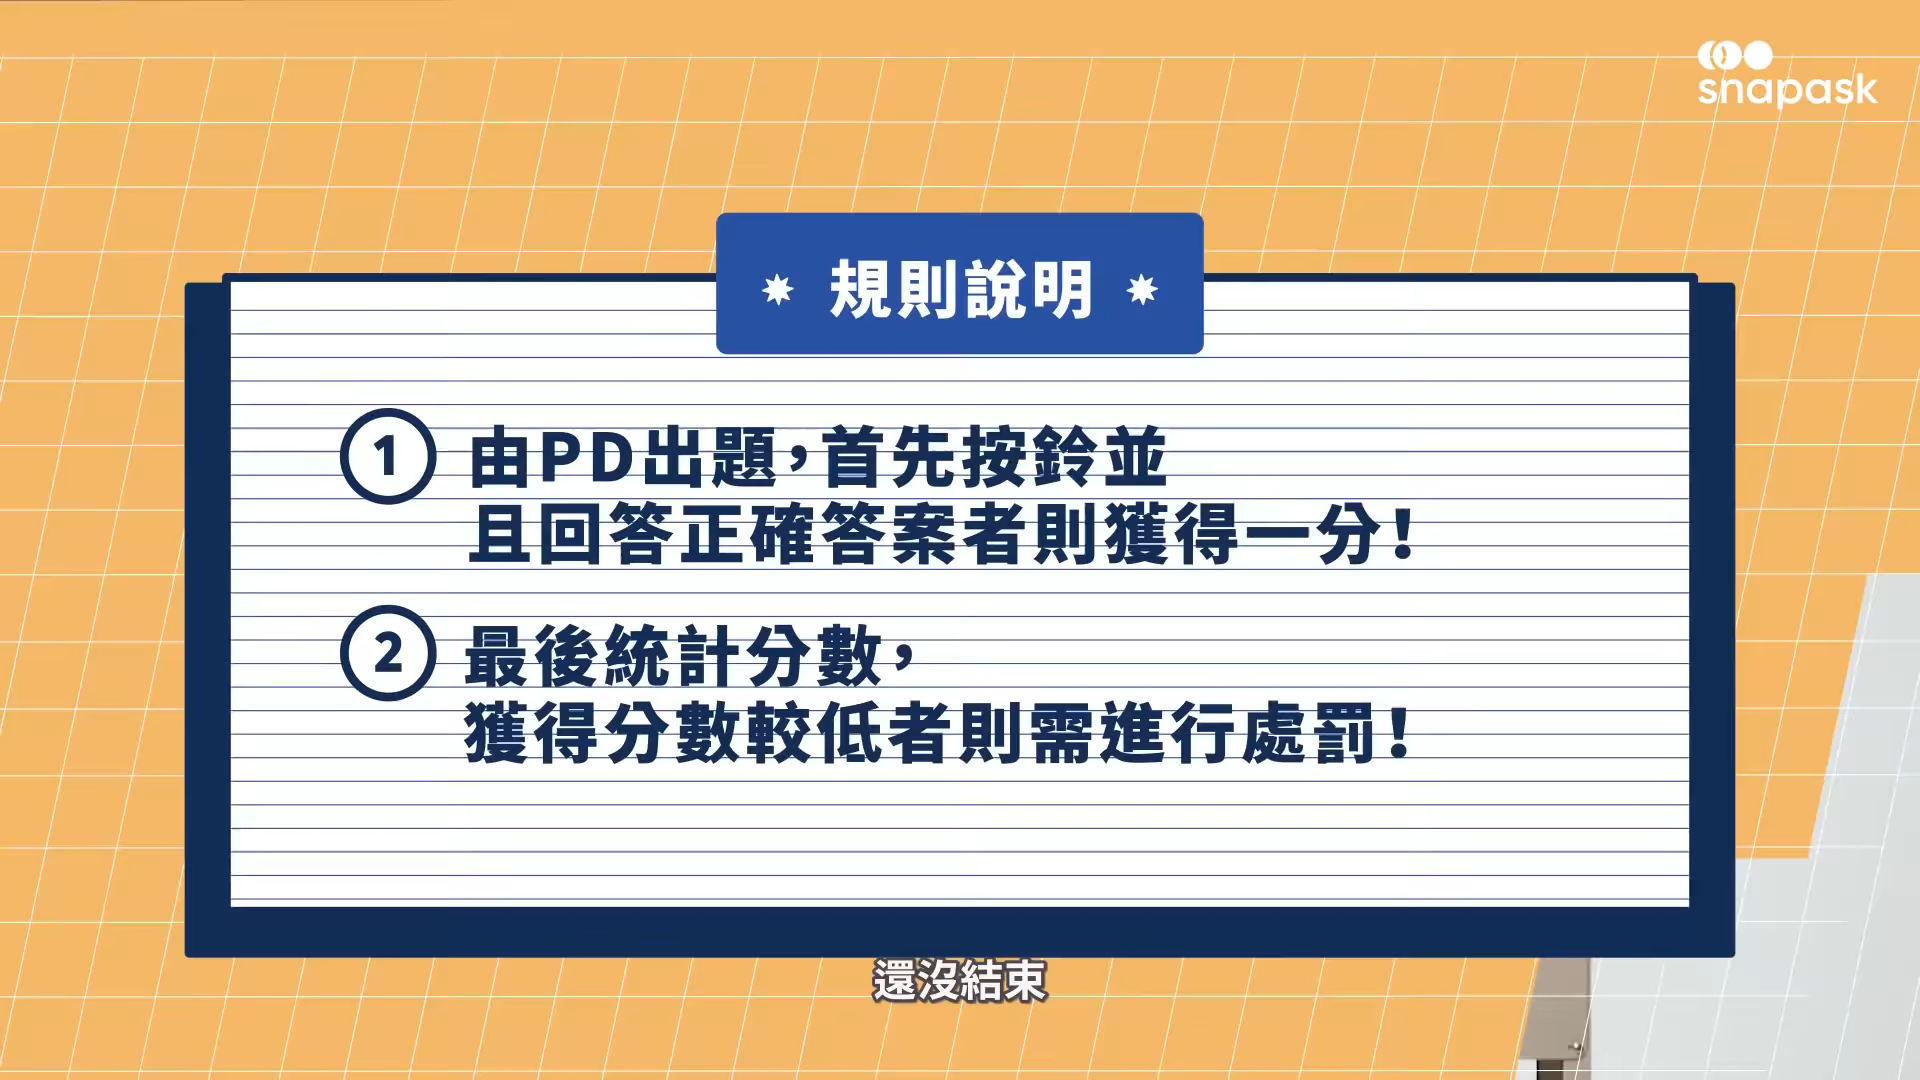 snapask
規則說明
1 由PD出題，首先按鈴並
且回答正確答案者則獲得一分！
2 最後統計分數，
獲得分數較低者則需進行處罰！
還沒結束